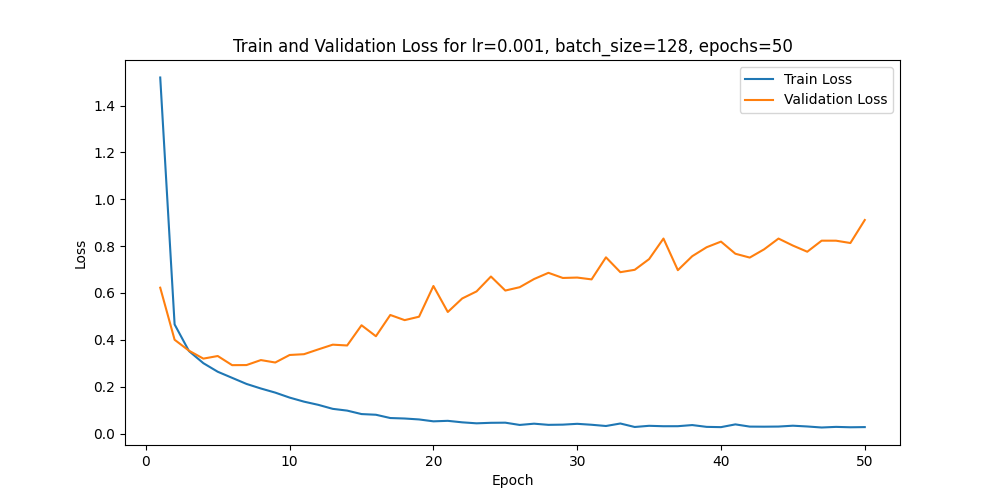 Train and Validation Loss for lr=0.001, batch_size=128, epochs=50
Train Loss
Validation Loss
1.4
1.2
1.0
0.8
0.6
0.4
0.2
0.0
Loss
0
10
20
30
40
50
Epoch